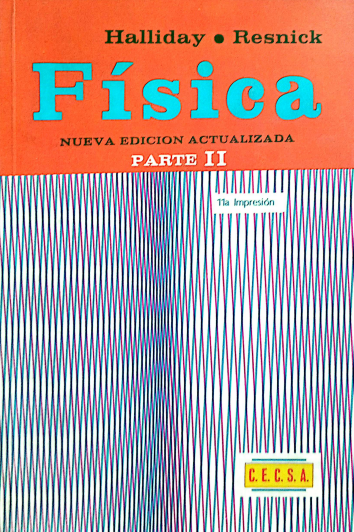 Halliday • Resnick
Física
NUEVA EDICION ACTUALIZADA
PARTE II
11a Impresión
C.E.C.S.A.